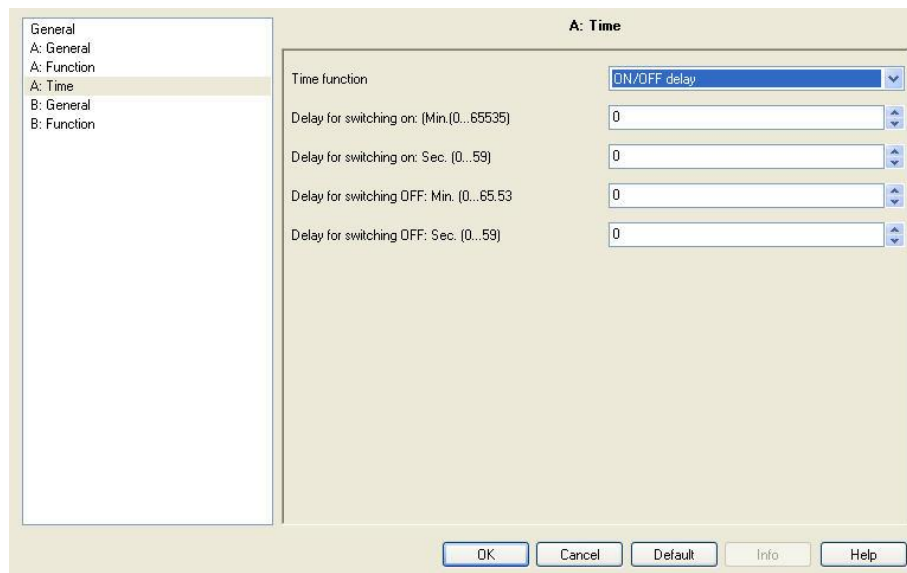 General
A: General
A: Function
A: Time
B: General
B: Function
A: Time
Time function
ON/OFF delay
Delay for switching on: (Min.(0...65535)
0
Delay for switching on: Sec. (0...59)
0
Delay for switching OFF: Min. (0...65.53
0
Delay for switching OFF: Sec. (0...59)
0
OK
Cancel
Default
Info
Help